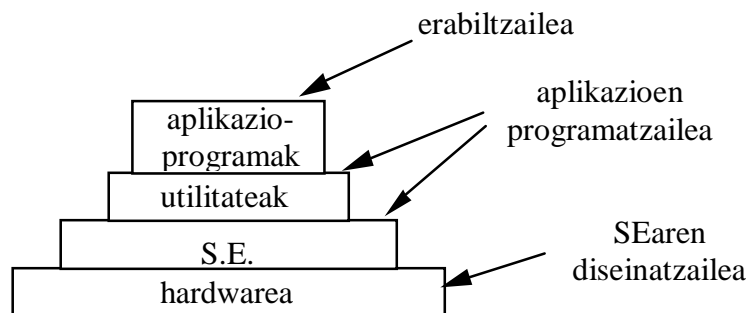 erabiltzailea
aplikazio-
programak
aplikazioen
programatzailea
utilitateak
S.E.
SEaren
diseinatzailea
hardwarea